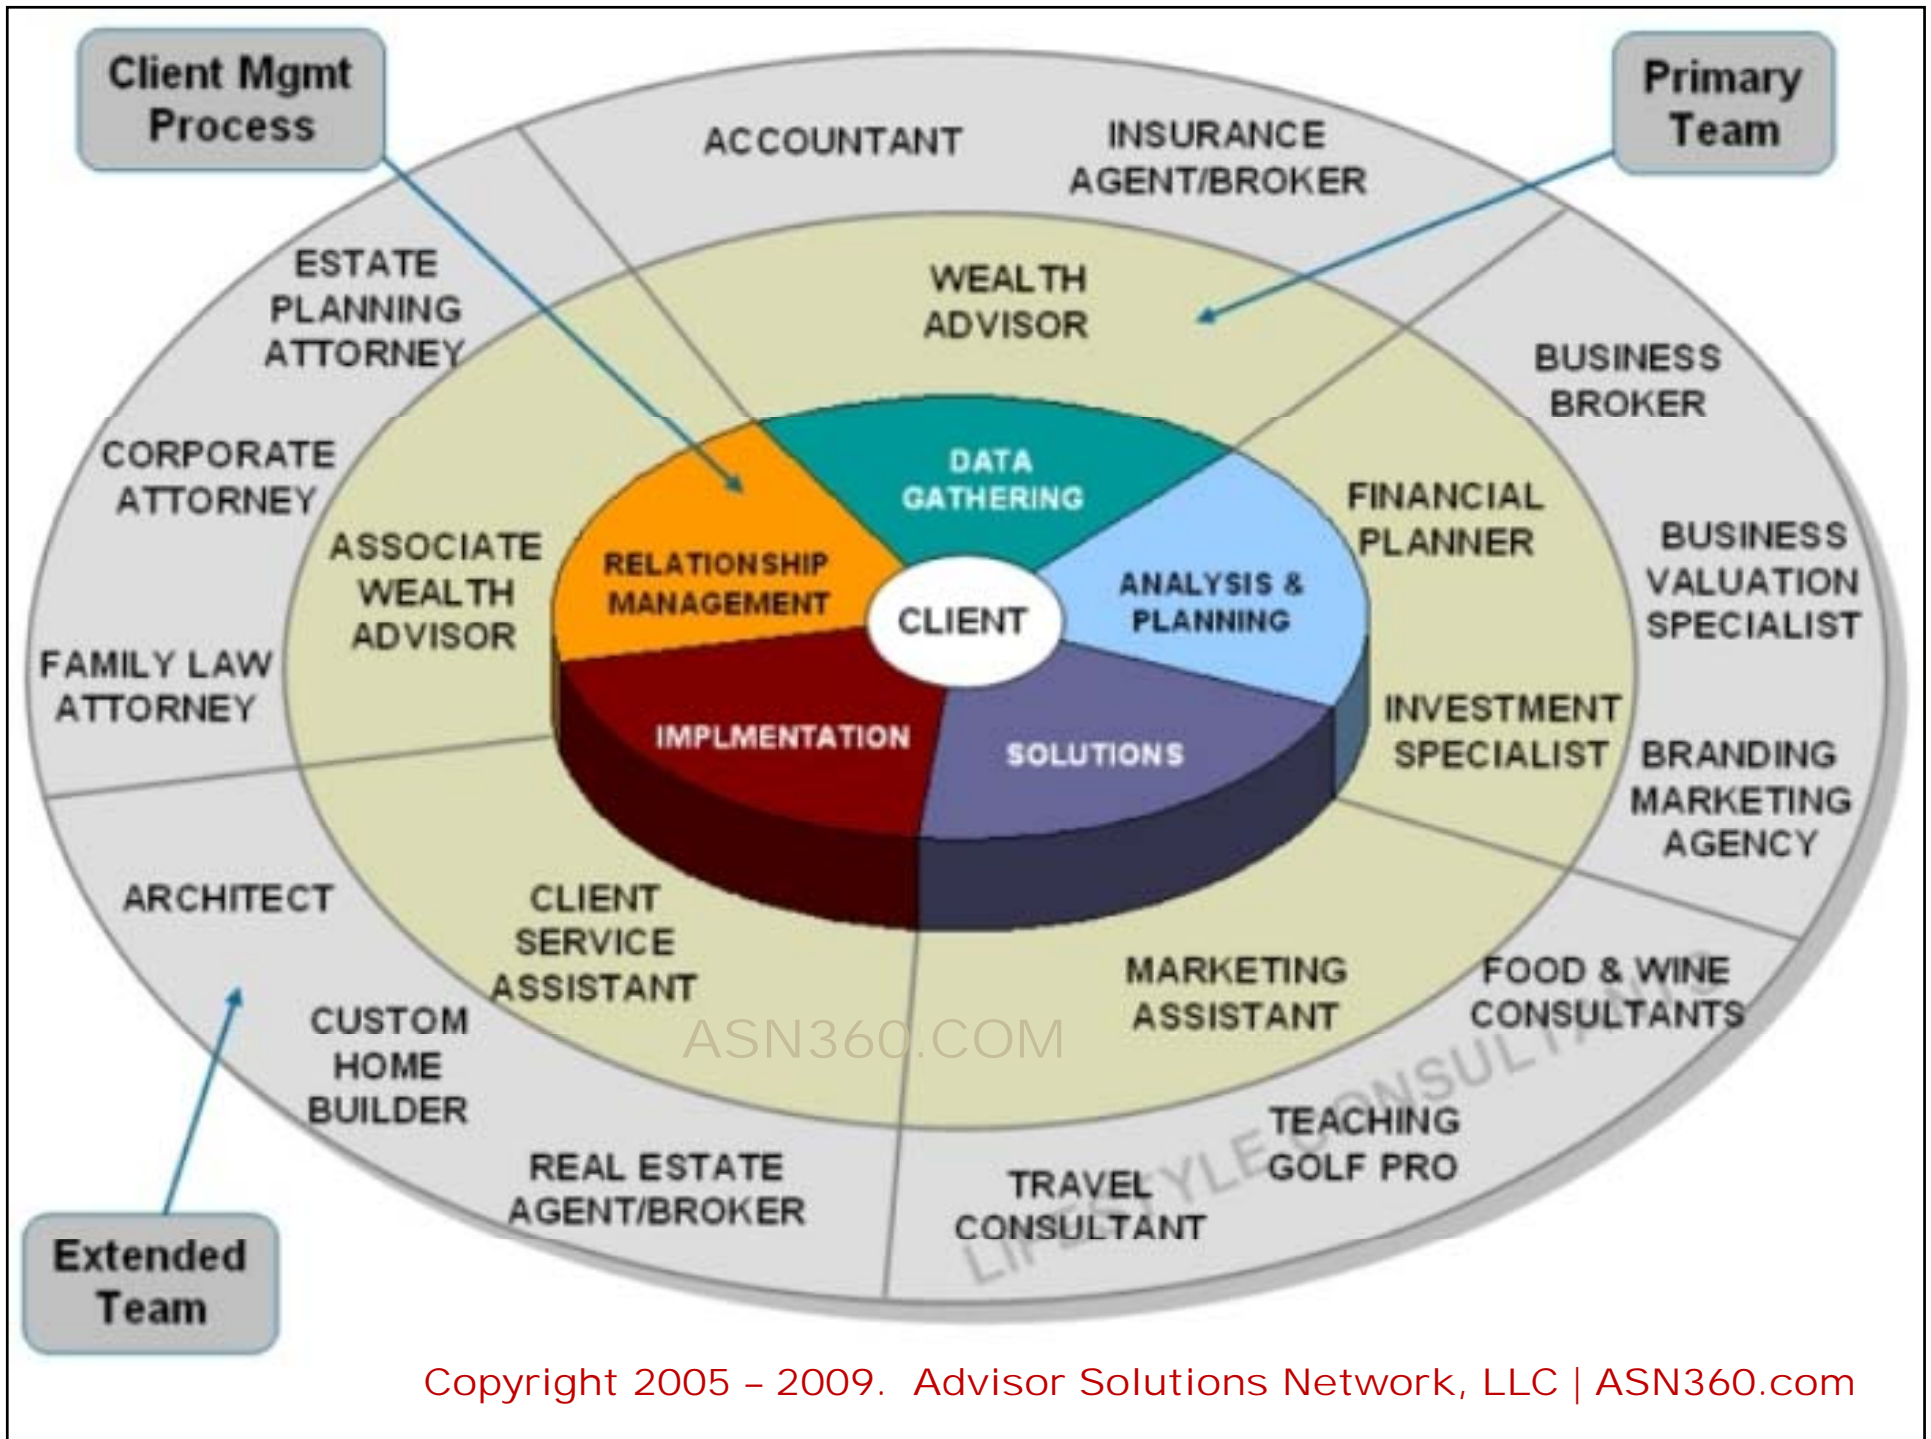 Client Mgmt
Process
Primary
Team
ACCOUNTANT
INSURANCE
AGENT/BROKER
ESTATE
PLANNING
ATTORNEY
WEALTH
ADVISOR
BUSINESS
BROKER
CORPORATE
ATTORNEY
DATA
GATHERING
FINANCIAL
PLANNER
ASSOCIATE
WEALTH
ADVISOR
RELATIONSHIP
MANAGEMENT
CLIENT
ANALYSIS &
PLANNING
BUSINESS
VALUATION
SPECIALIST
FAMILY LAW
ATTORNEY
IMPLMENTATION
SOLUTIONS
INVESTMENT
SPECIALIST
BRANDING
MARKETING
AGENCY
ARCHITECT
CLIENT
SERVICE
ASSISTANT
MARKETING
ASSISTANT
FOOD & WINE
CONSULTANTS
ASN360.COM
CUSTOM
HOME
BUILDER
TEACHING
GOLF PRO
REAL ESTATE
AGENT/BROKER
TRAVEL
CONSULTANT
LIFESTYLE CONSULTANTS
Extended
Team
Copyright 2005 – 2009.  Advisor Solutions Network, LLC | ASN360.com